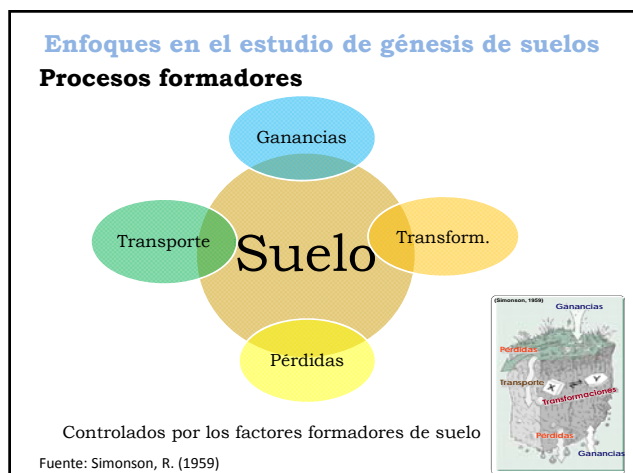 Enfoques en el estudio de génesis de suelos
Procesos formadores
Ganancias
Transporte
Suelo
Transform.
Pérdidas
(Simonson, 1959)
Ganancias
Pérdidas
Transporte
X
Y
Transformaciones
Pérdidas
Ganancias
Controlados por los factores formadores de suelo
Fuente: Simonson, R. (1959)